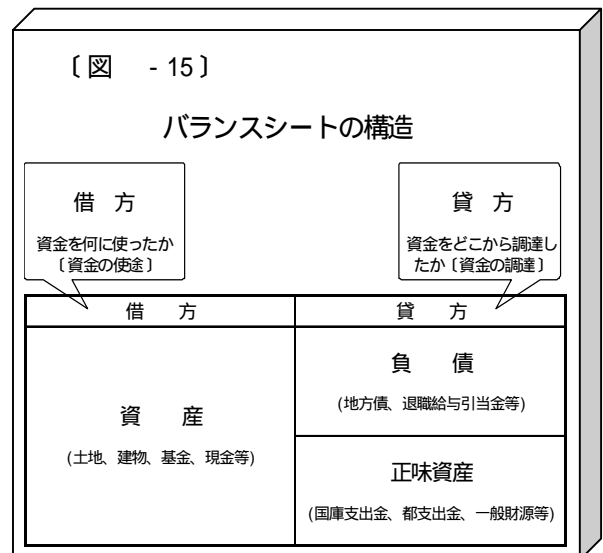 〔図　- 15〕
バランスシートの構造
借　方
資金を何に使ったか
〔資金の使途〕
貸　方
資金をどこから調達し
たか〔資金の調達〕
借　　方
貸　　方
資　　産
(土地、建物、基金、現金等)
負　　債
(地方債、退職給与引当金等)
正味資産
(国庫支出金、都支出金、一般財源等)